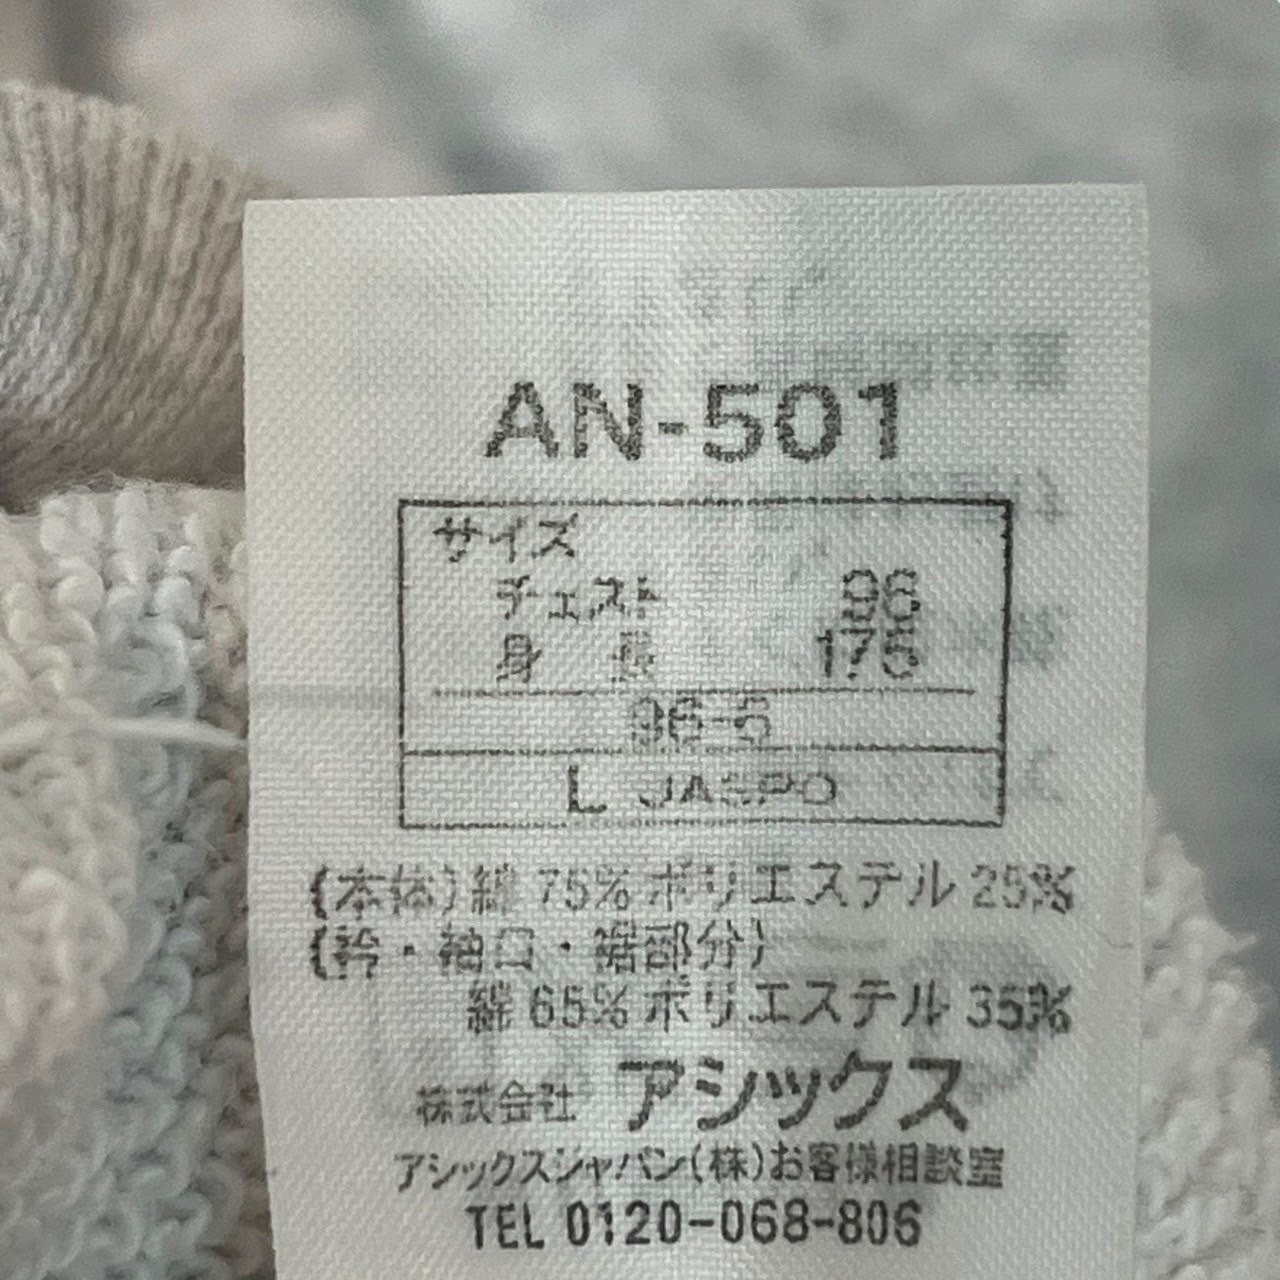 AN-501
サイズ
チェスト 96
身 長 175
96-5
L JASPO
(本体)綿 75% ポリエステル 25%
(衿・袖口・裾部分)
綿 65% ポリエステル 35%
株式会社 アシックス
アシックスジャパン(株)お客様相談室
TEL 0120-068-806